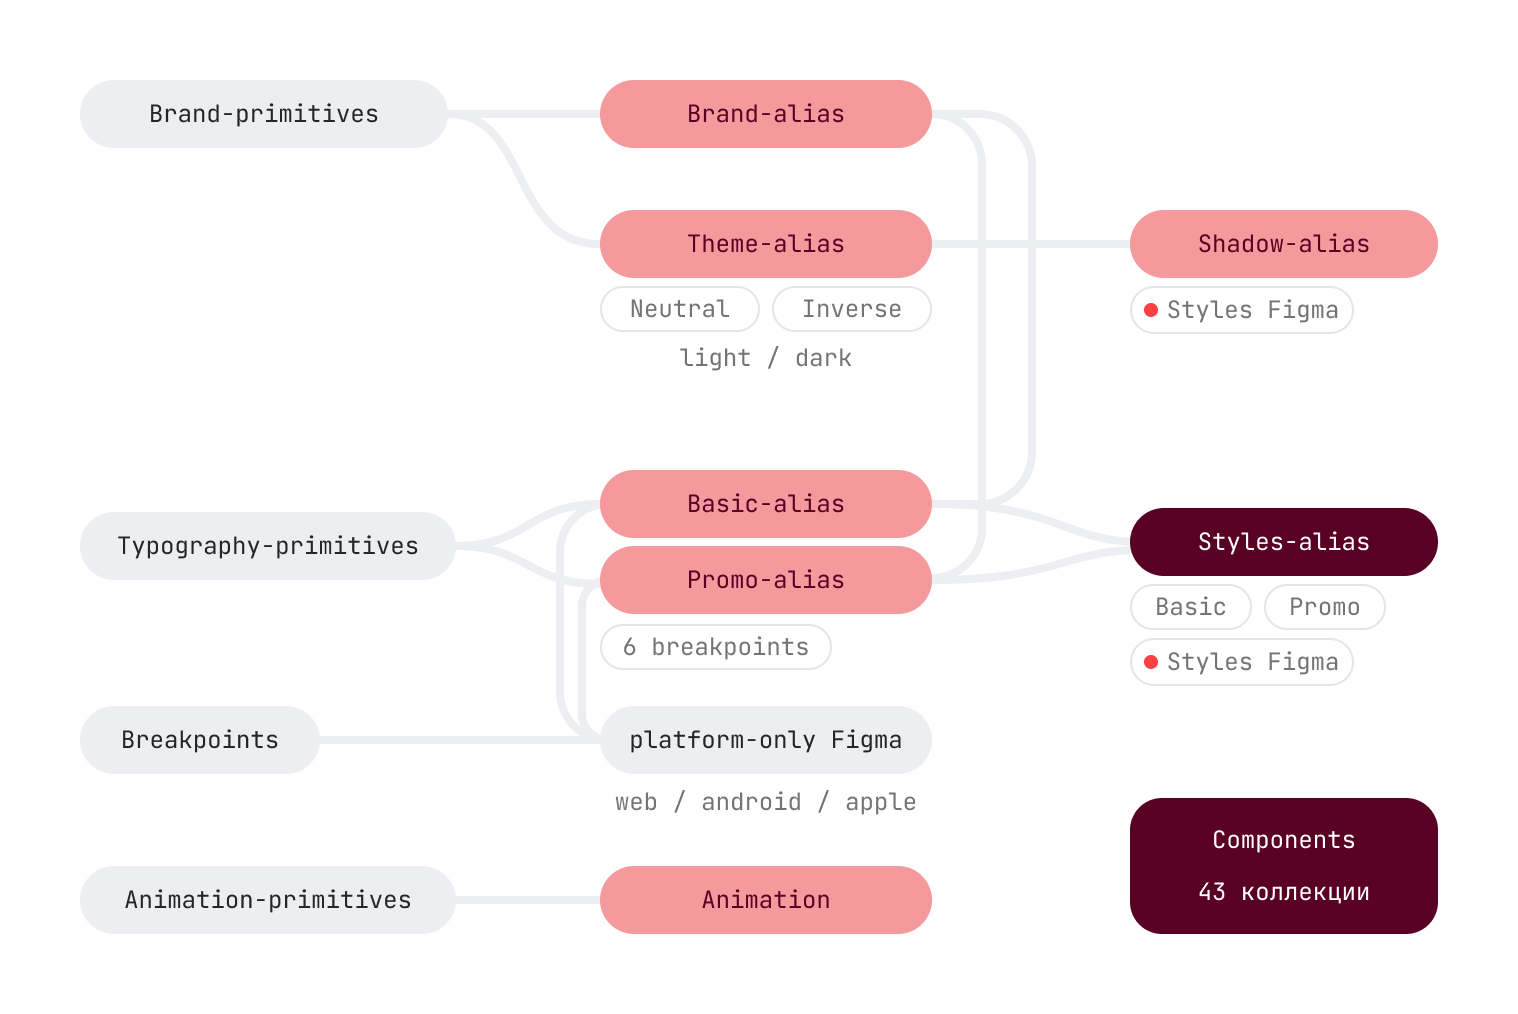 Brand-primitives
Brand-alias
Theme-alias
Shadow-alias
Neutral
Inverse
Styles Figma
light / dark
Basic-alias
Typography-primitives
Promo-alias
Styles-alias
Basic
Promo
6 breakpoints
Styles Figma
Breakpoints
platform-only Figma
web / android / apple
Animation-primitives
Animation
Components
43 коллекции